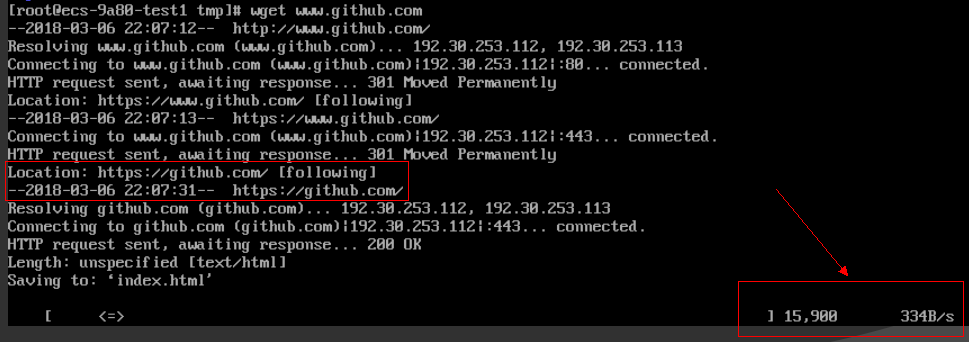 [root@ecs-9a80-test1 tmp]# wget www.github.com
--2018-03-06 22:07:12--  http://www.github.com/
Resolving www.github.com (www.github.com)... 192.30.253.112, 192.30.253.113
Connecting to www.github.com (www.github.com)|192.30.253.112|:80... connected.
HTTP request sent, awaiting response... 301 Moved Permanently
Location: https://www.github.com/ [following]
--2018-03-06 22:07:13--  https://www.github.com/
Connecting to www.github.com (www.github.com)|192.30.253.112|:443... connected.
HTTP request sent, awaiting response... 301 Moved Permanently
Location: https://github.com/ [following]
--2018-03-06 22:07:31--  https://github.com/
Resolving github.com (github.com)... 192.30.253.112, 192.30.253.113
Connecting to github.com (github.com)|192.30.253.112|:443... connected.
HTTP request sent, awaiting response... 200 OK
Length: unspecified [text/html]
Saving to: ‘index.html’
[ <=> ] 15,900 334B/s